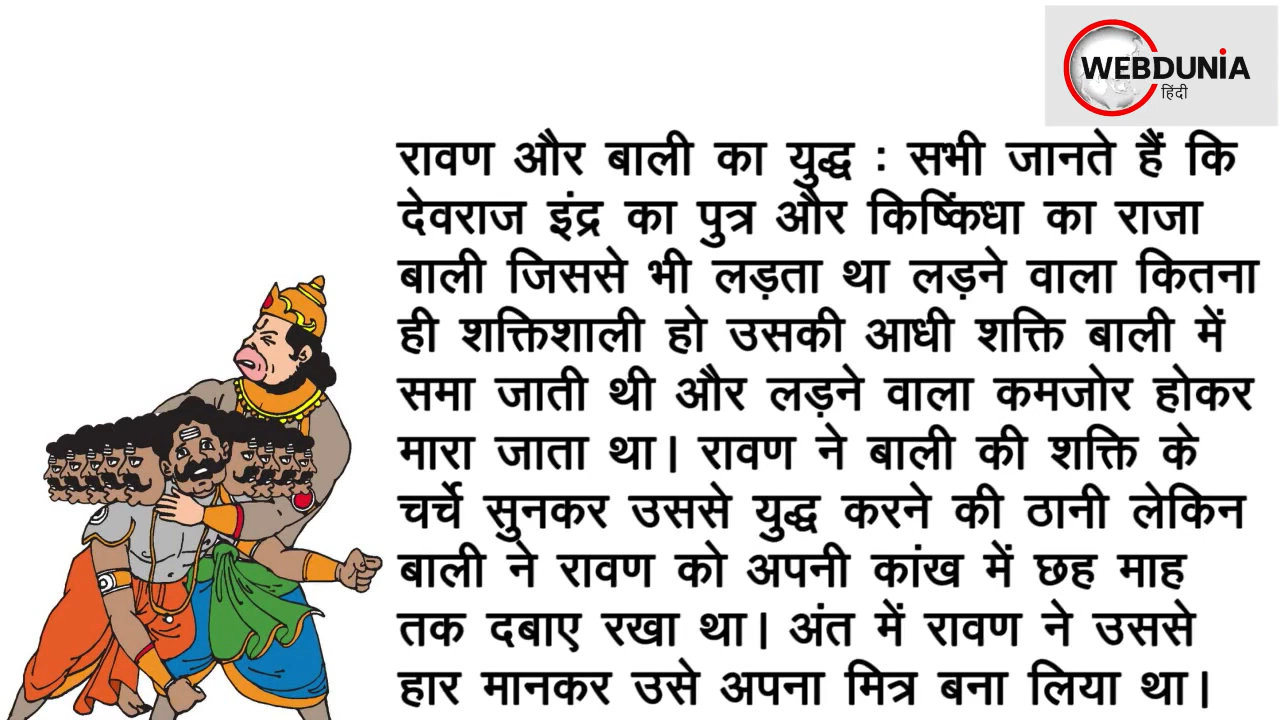 WEBDUNIA
हिंदी
रावण और बाली का युद्ध : सभी जानते हैं कि
देवराज इंद्र का पुत्र और किष्किंधा का राजा
बाली जिससे भी लड़ता था लड़ने वाला कितना
ही शक्तिशाली हो उसकी आधी शक्ति बाली में
समा जाती थी और लड़ने वाला कमजोर होकर
मारा जाता था। रावण ने बाली की शक्ति के
चर्चे सुनकर उससे युद्ध करने की ठानी लेकिन
बाली ने रावण को अपनी कांख में छह माह
तक दबाए रखा था। अंत में रावण ने उससे
हार मानकर उसे अपना मित्र बना लिया था।